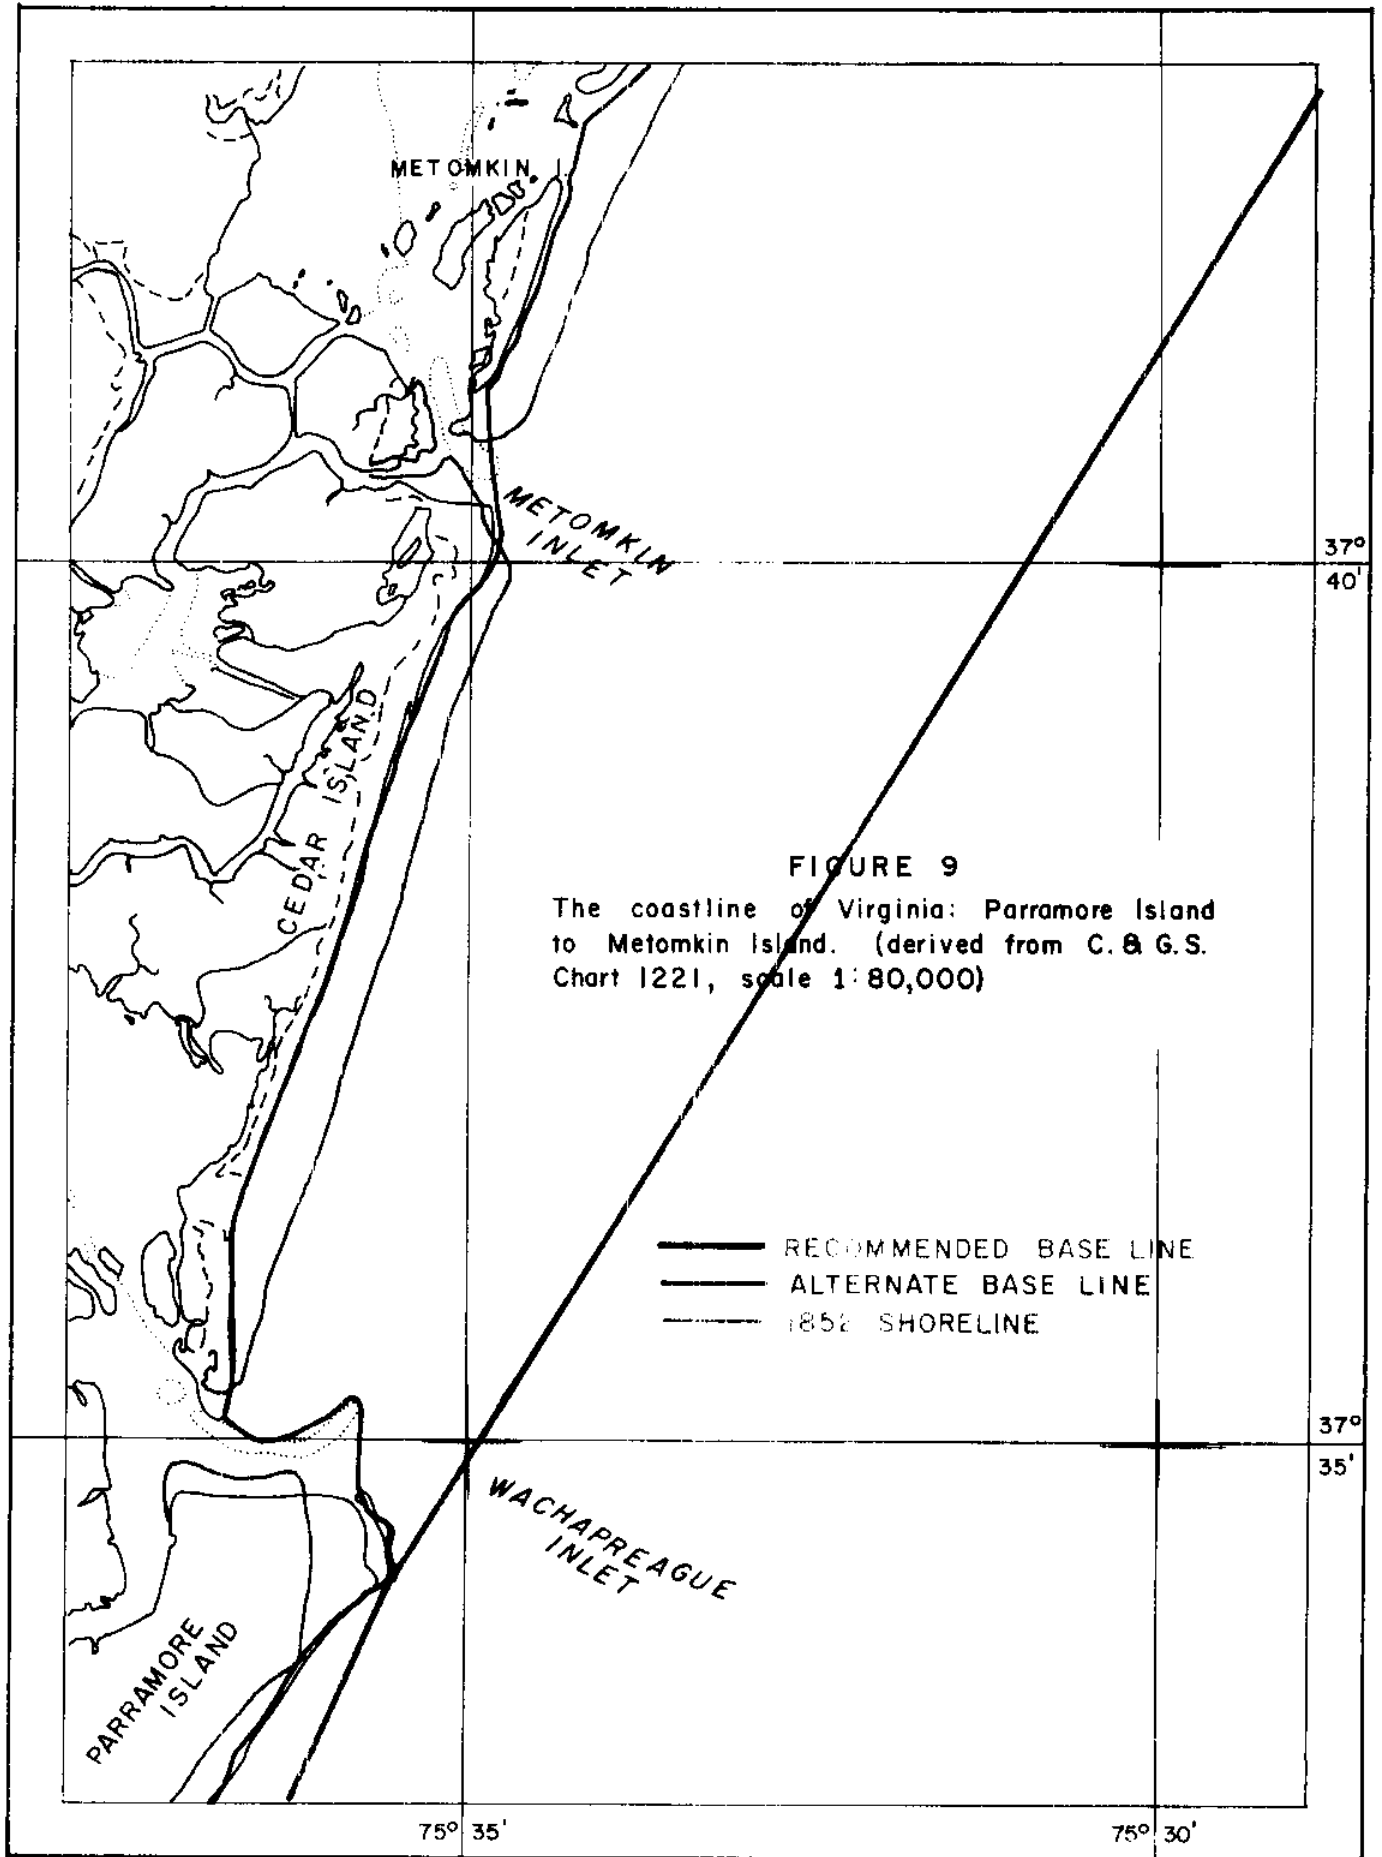 METOMKIN I.
METOMKIN
INLET
37°
40'
CEDAR ISLAND
FIGURE 9
The coastline of Virginia: Parramore Island
to Metomkin Island. (derived from C. & G.S.
Chart 1221, scale 1:80,000)
RECOMMENDED BASE LINE
ALTERNATE BASE LINE
1852 SHORELINE
37°
35'
WACHAPREAGUE
INLET
PARRAMORE
ISLAND
75° 35'
75° 30'